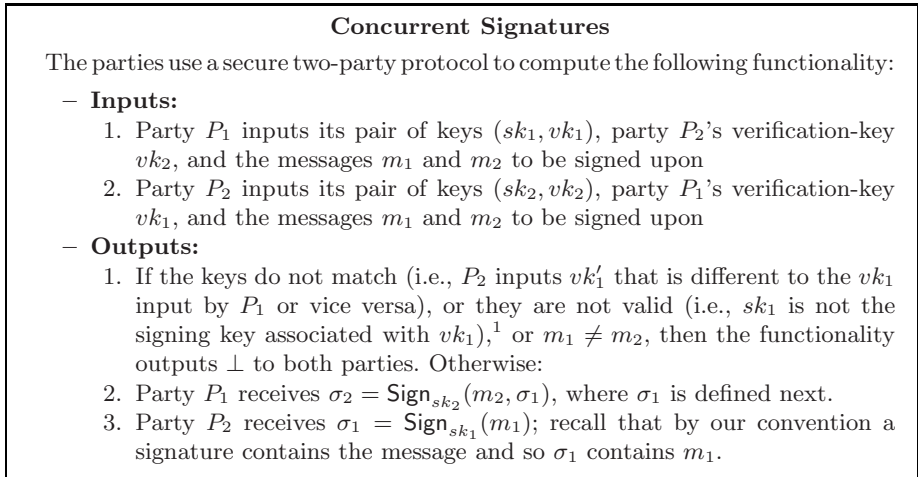 Concurrent Signatures
The parties use a secure two-party protocol to compute the following functionality:
– Inputs:
1. Party P₁ inputs its pair of keys (sk₁, vk₁), party P₂'s verification-key
vk₂, and the messages m₁ and m₂ to be signed upon
2. Party P₂ inputs its pair of keys (sk₂, vk₂), party P₁'s verification-key
vk₁, and the messages m₁ and m₂ to be signed upon
– Outputs:
1. If the keys do not match (i.e., P₂ inputs vk′₁ that is different to the vk₁
input by P₁ or vice versa), or they are not valid (i.e., sk₁ is not the
signing key associated with vk₁),¹ or m₁ ≠ m₂, then the functionality
outputs ⊥ to both parties. Otherwise:
2. Party P₁ receives σ₂ = Sign_{sk₂}(m₂, σ₁), where σ₁ is defined next.
3. Party P₂ receives σ₁ = Sign_{sk₁}(m₁); recall that by our convention a
signature contains the message and so σ₁ contains m₁.